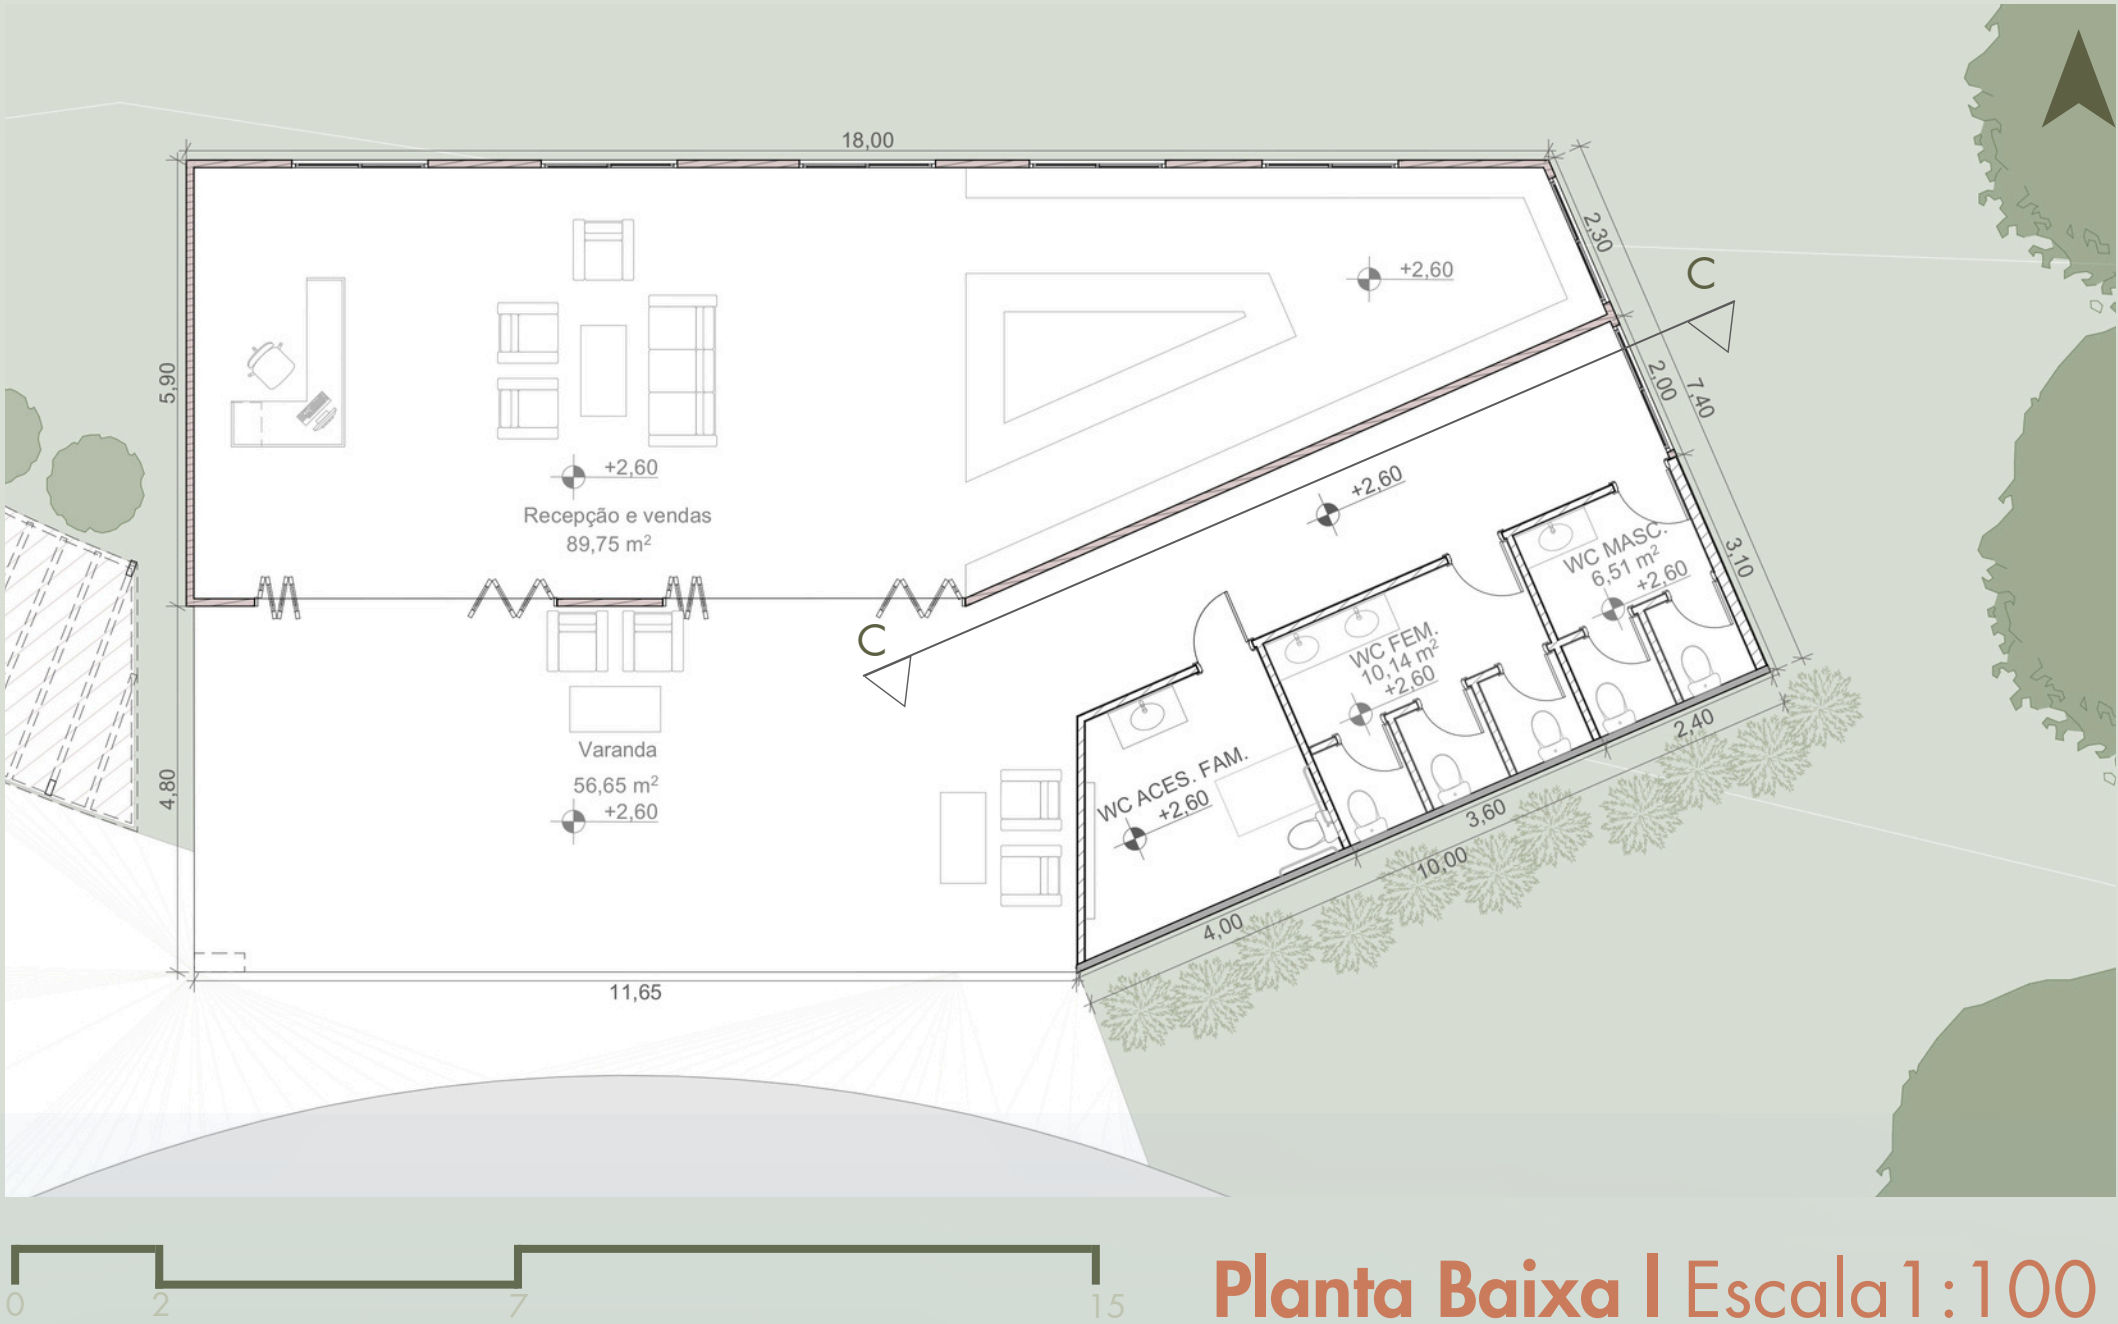 18,00
2,30
+2,60
C
5,90
2,00
7,40
+2,60
Recepção e vendas
89,75 m²
+2,60
WC MASC.
6,51 m²
+2,60
3,10
C
WC FEM.
10,14 m²
+2,60
Varanda
56,65 m²
+2,60
4,80
WC ACES. FAM.
+2,60
2,40
3,60
10,00
4,00
11,65
0
2
7
15
Planta Baixa | Escala1:100